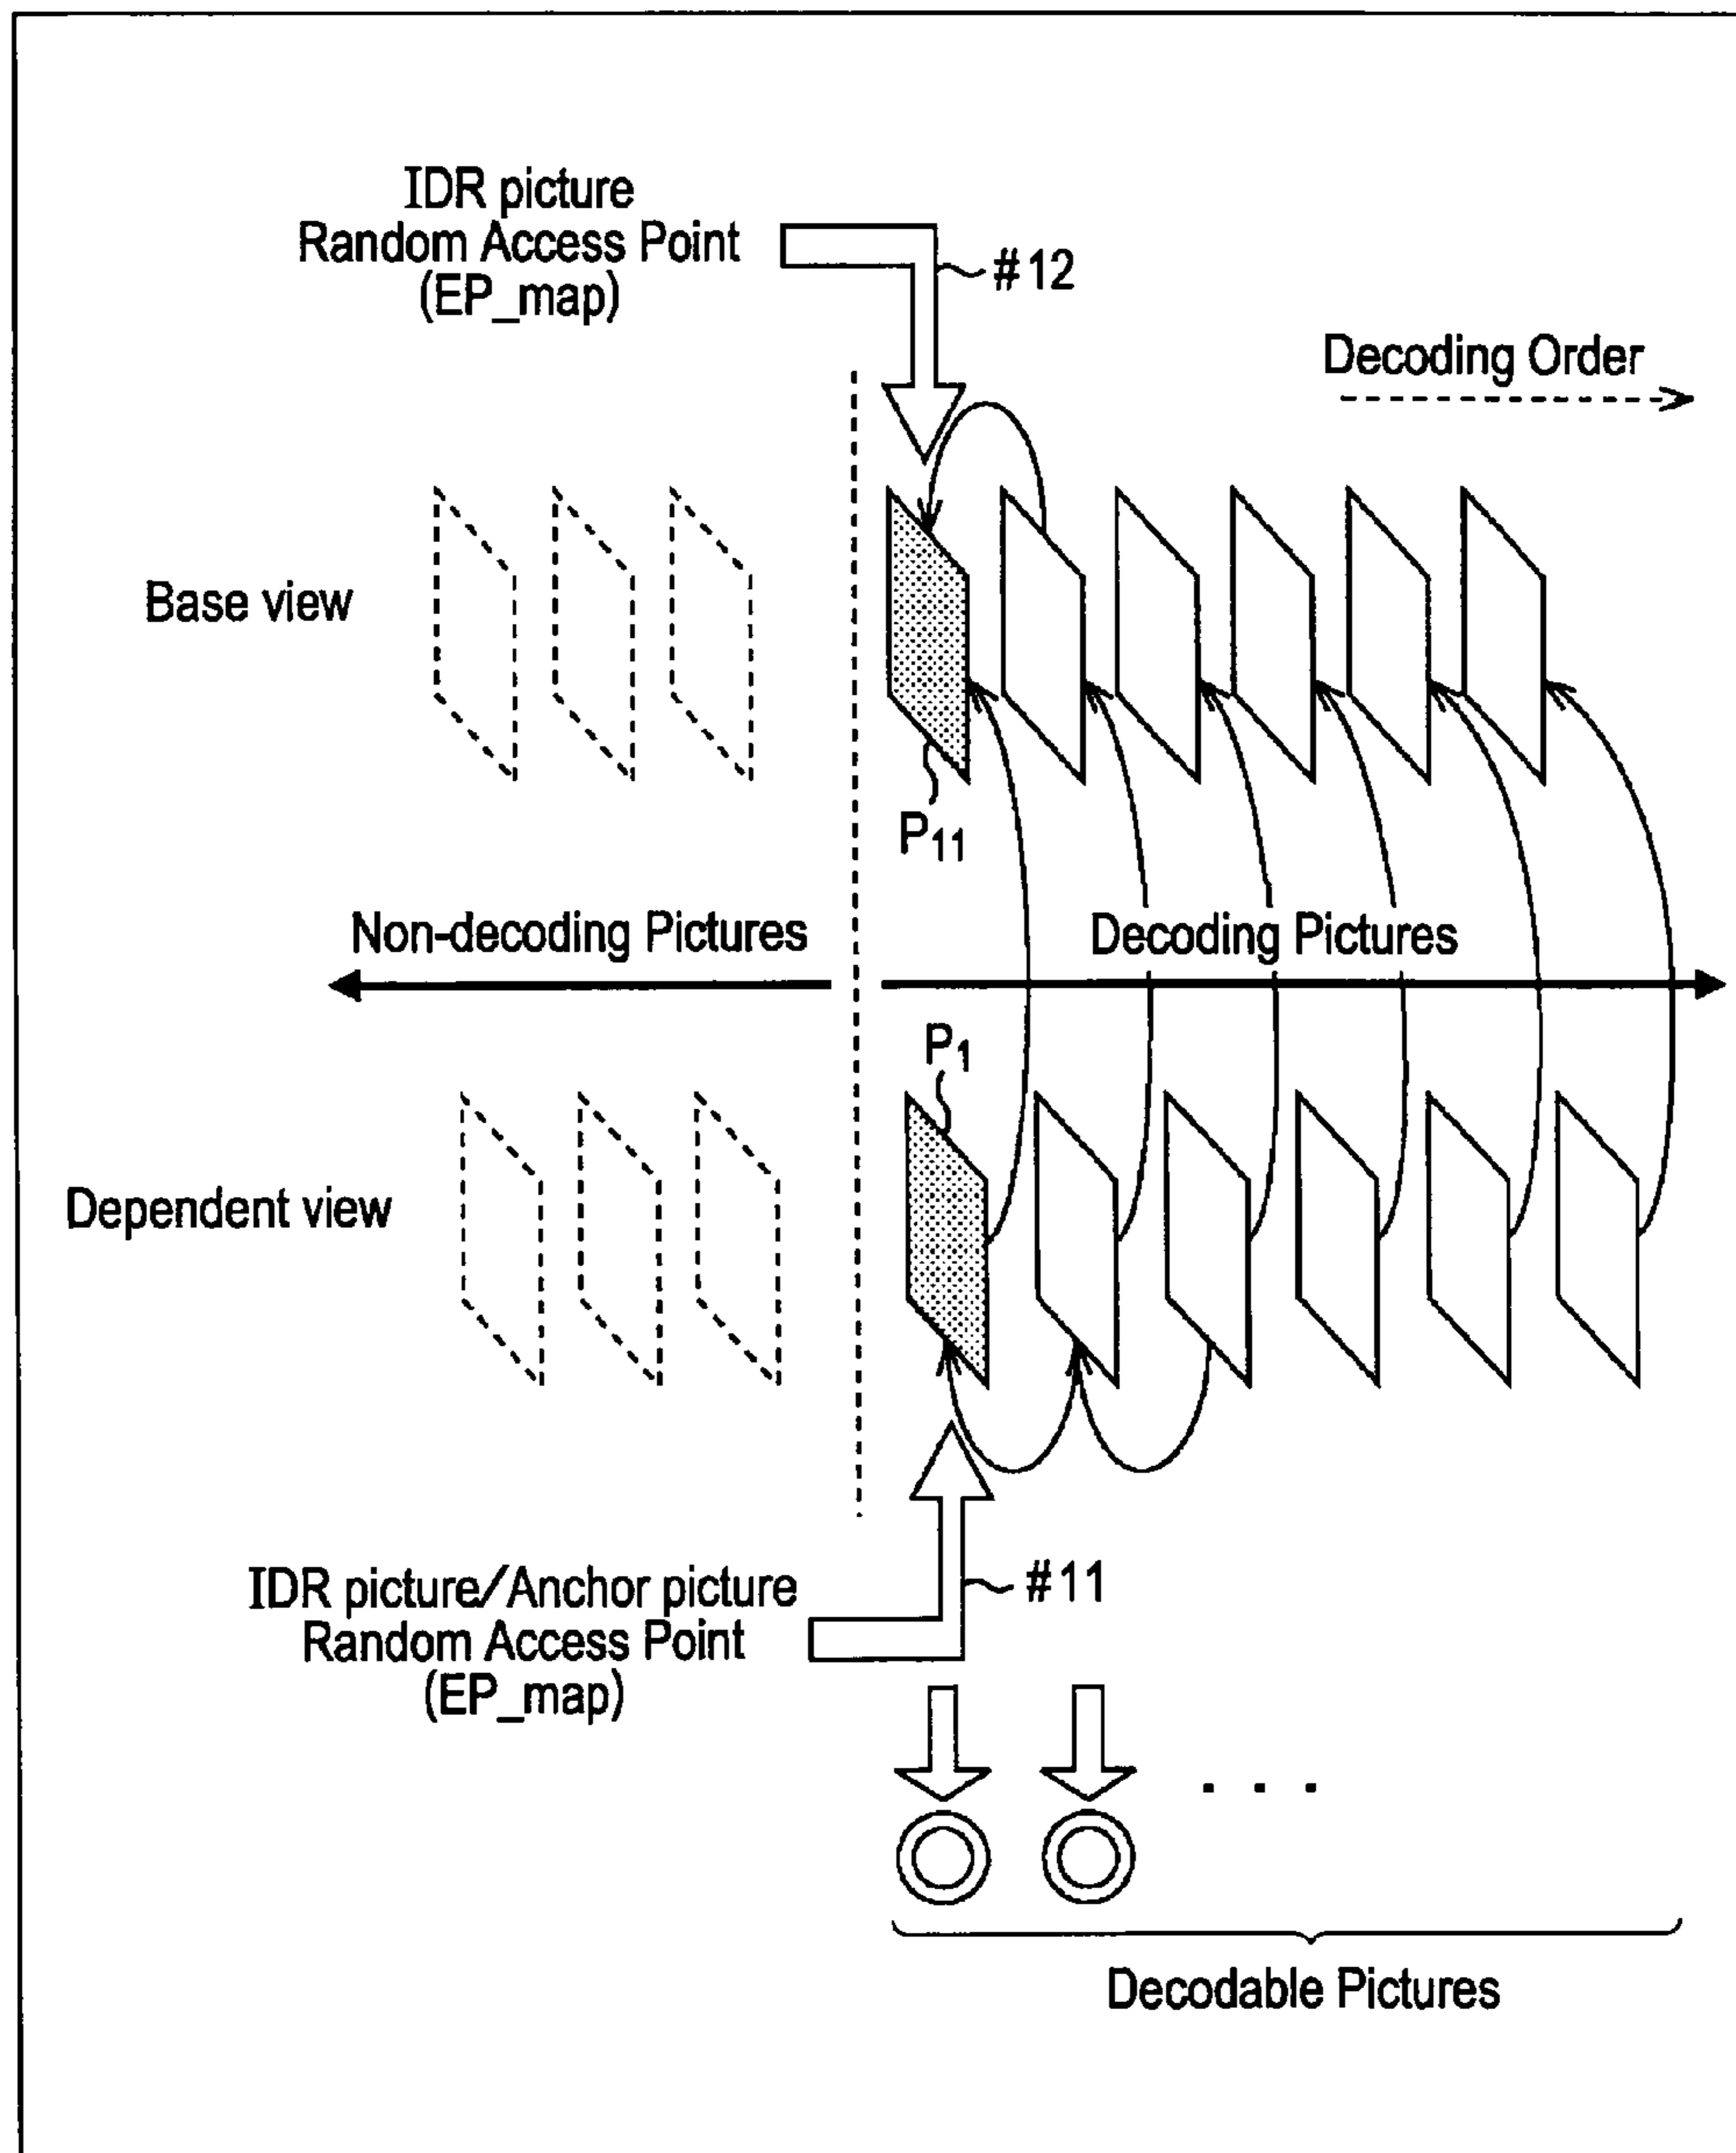 IDR picture
Random Access Point
(EP_map)
#12
Decoding Order
Base view
P11
Non-decoding Pictures
Decoding Pictures
P1
Dependent view
IDR picture/Anchor picture
Random Access Point
(EP_map)
#11
. . .
Decodable Pictures